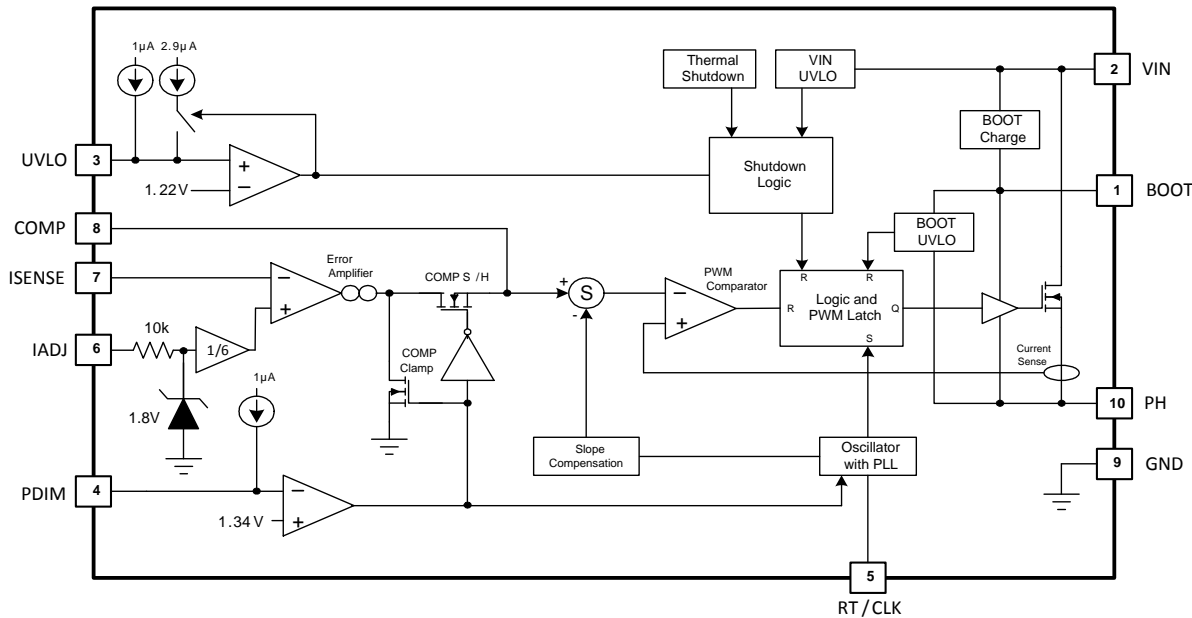 1µA 2.9µA
Thermal
Shutdown
VIN
UVLO
2 VIN
BOOT
Charge
UVLO 3
+
−
1.22V
Shutdown
Logic
1 BOOT
COMP 8
BOOT
UVLO
ISENSE 7
−
+
Error
Amplifier
COMP S/H
+
S
-
−
+
PWM
Comparator
R
R
R
Logic and
PWM Latch
Q
S
IADJ 6
10k
1/6
COMP
Clamp
1.8V
1µA
Current
Sense
10 PH
Slope
Compensation
Oscillator
with PLL
9 GND
PDIM 4
−
+
1.34V
5
RT/CLK